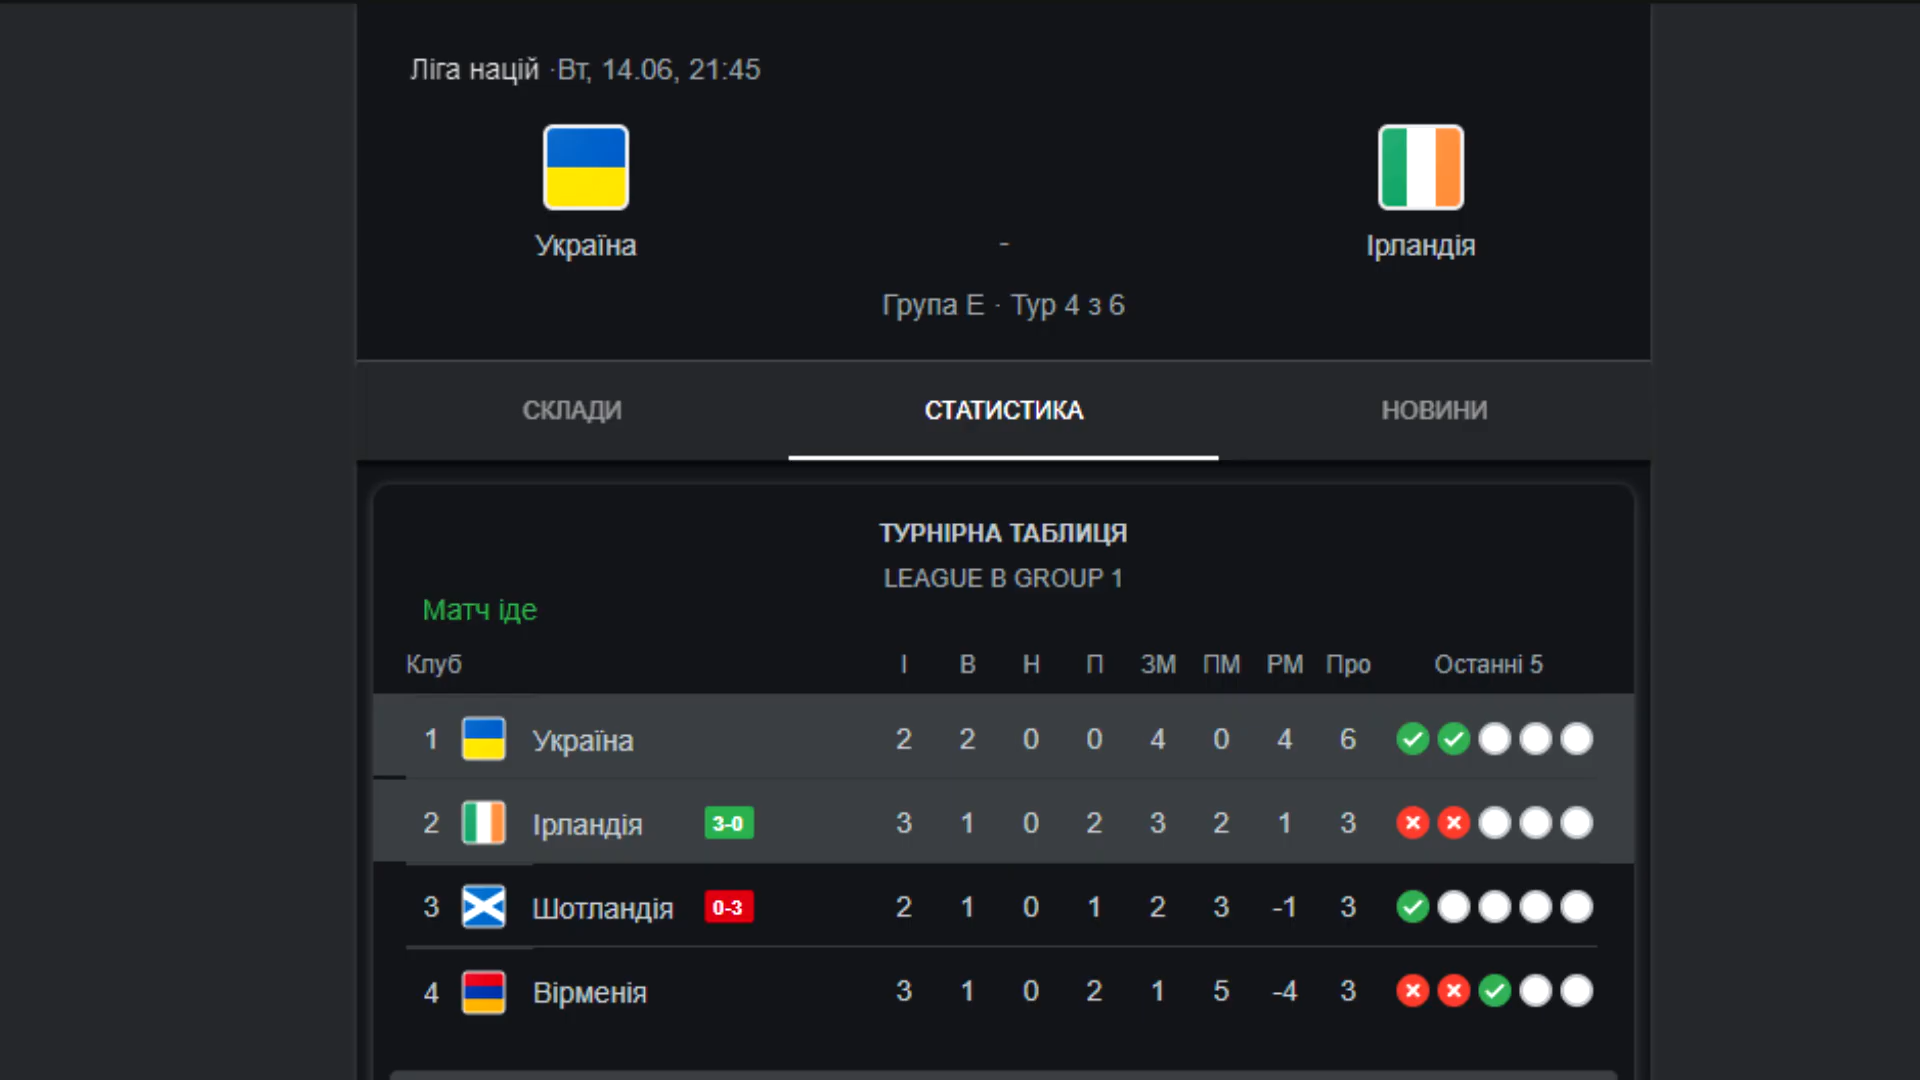 Ліга націй ·Вт, 14.06, 21:45
Україна - Ірландія
Група E · Тур 4 з 6
СКЛАДИ СТАТИСТИКА НОВИНИ
ТУРНІРНА ТАБЛИЦЯ
LEAGUE B GROUP 1
Матч іде
Клуб І В Н П ЗМ ПМ РМ Про Останні 5
1 Україна 2 2 0 0 4 0 4 6
2 Ірландія 3-0 3 1 0 2 3 2 1 3
3 Шотландія 0-3 2 1 0 1 2 3 -1 3
4 Вірменія 3 1 0 2 1 5 -4 3